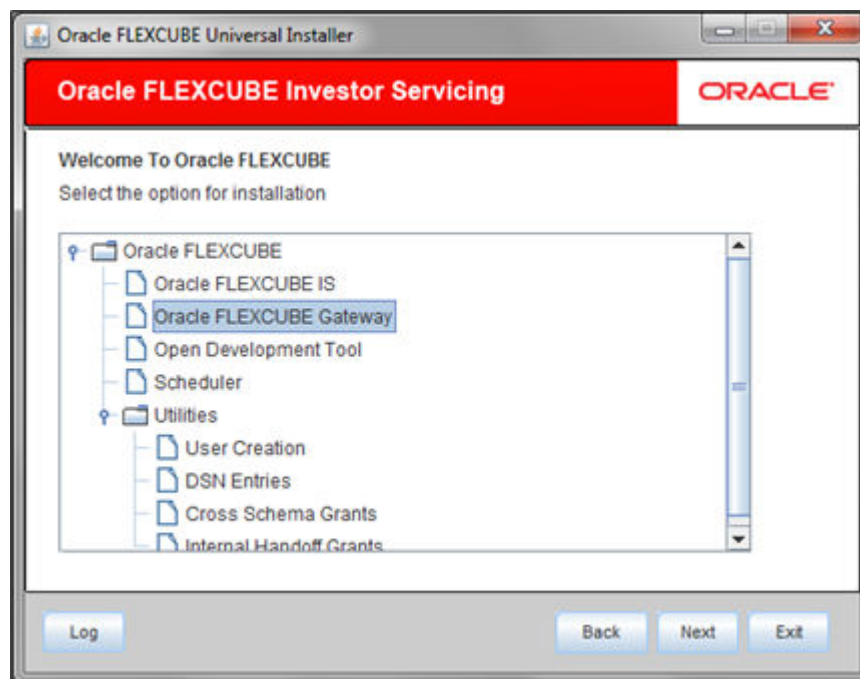 Oracle FLEXCUBE Universal Installer
Oracle FLEXCUBE Investor Servicing
ORACLE
Welcome To Oracle FLEXCUBE
Select the option for installation
Oracle FLEXCUBE
Oracle FLEXCUBE IS
Oracle FLEXCUBE Gateway
Open Development Tool
Scheduler
Utilities
User Creation
DSN Entries
Cross Schema Grants
Internal Handoff Grants
Log Back Next Exit